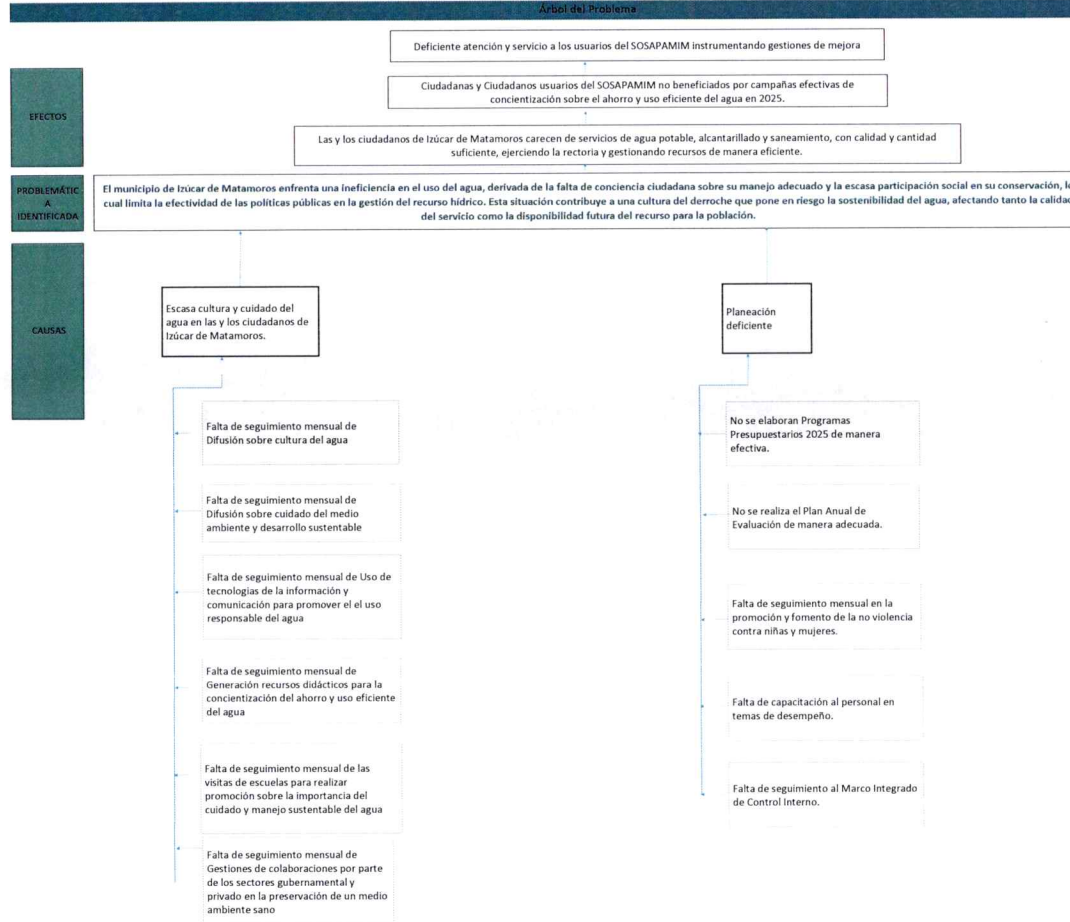 Árbol del Problema
Deficiente atención y servicio a los usuarios del SOSAPAMIM instrumentando gestiones de mejora
EFECTOS
Ciudadanas y Ciudadanos usuarios del SOSAPAMIM no beneficiados por campañas efectivas de
concientización sobre el ahorro y uso eficiente del agua en 2025.
Las y los ciudadanos de Izúcar de Matamoros carecen de servicios de agua potable, alcantarillado y saneamiento, con calidad y cantidad
suficiente, ejerciendo la rectoria y gestionando recursos de manera eficiente.
PROBLEMÁTIC
A
IDENTIFICADA
El municipio de Izúcar de Matamoros enfrenta una ineficiencia en el uso del agua, derivada de la falta de conciencia ciudadana sobre su manejo adecuado y la escasa participación social en su conservación, lo
cual limita la efectividad de las políticas públicas en la gestión del recurso hídrico. Esta situación contribuye a una cultura del derroche que pone en riesgo la sostenibilidad del agua, afectando tanto la calidad
del servicio como la disponibilidad futura del recurso para la población.
CAUSAS
Escasa cultura y cuidado del
agua en las y los ciudadanos de
Izúcar de Matamoros.
Falta de seguimiento mensual de
Difusión sobre cultura del agua
Falta de seguimiento mensual de
Difusión sobre cuidado del medio
ambiente y desarrollo sustentable
Falta de seguimiento mensual de Uso de
tecnologías de la información y
comunicación para promover el el uso
responsable del agua
Falta de seguimiento mensual de
Generación recursos didácticos para la
concientización del ahorro y uso eficiente
del agua
Falta de seguimiento mensual de las
visitas de escuelas para realizar
promoción sobre la importancia del
cuidado y manejo sustentable del agua
Falta de seguimiento mensual de
Gestiones de colaboraciones por parte
de los sectores gubernamental y
privado en la preservación de un medio
ambiente sano
Planeación
deficiente
No se elaboran Programas
Presupuestarios 2025 de manera
efectiva.
No se realiza el Plan Anual de
Evaluación de manera adecuada.
Falta de seguimiento mensual en la
promoción y fomento de la no violencia
contra niñas y mujeres.
Falta de capacitación al personal en
temas de desempeño.
Falta de seguimiento al Marco Integrado
de Control Interno.